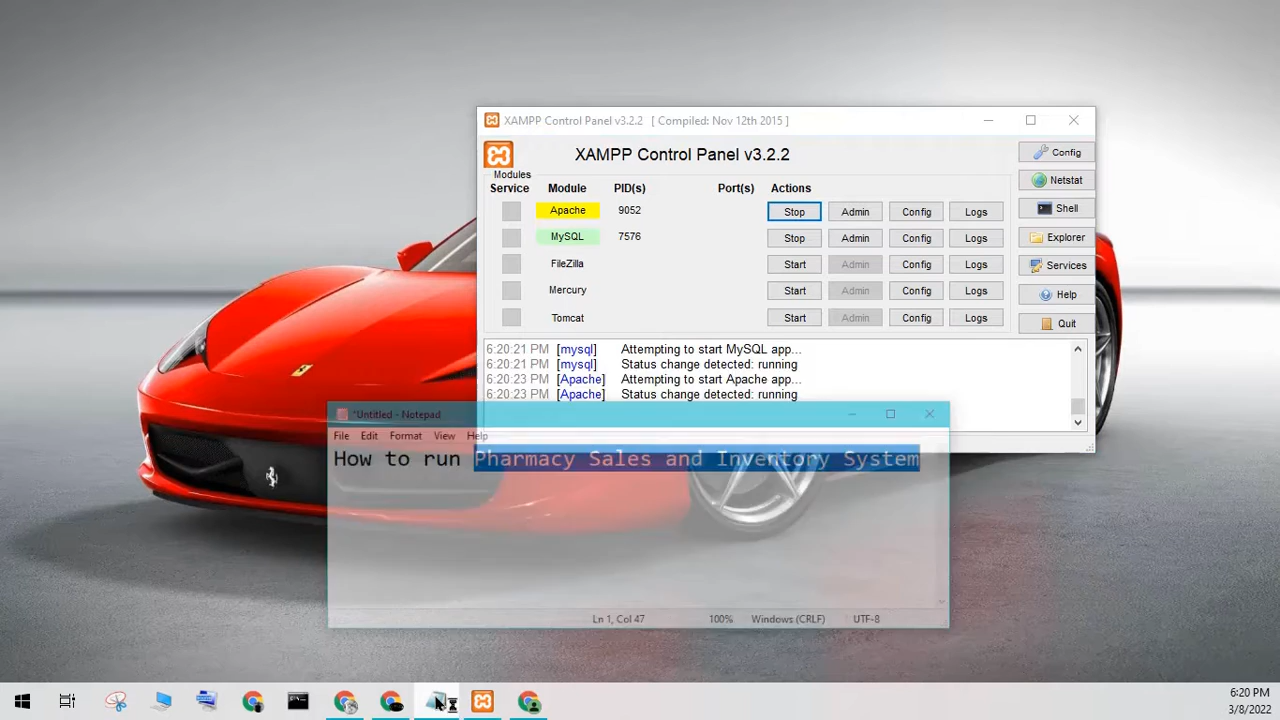 XAMPP Control Panel v3.2.2 [ Compiled: Nov 12th 2015 ]
XAMPP Control Panel v3.2.2
Config
Modules
Service Module PID(s) Port(s) Actions
Netstat
Apache 9052 Stop Admin Config Logs
Shell
MySQL 7576 Stop Admin Config Logs
Explorer
FileZilla Start Admin Config Logs
Services
Mercury Start Admin Config Logs
Help
Tomcat Start Admin Config Logs
Quit
6:20:21 PM [mysql] Attempting to start MySQL app...
6:20:21 PM [mysql] Status change detected: running
6:20:23 PM [Apache] Attempting to start Apache app...
6:20:23 PM [Apache] Status change detected: running
*Untitled - Notepad
File Edit Format View Help
How to run Pharmacy Sales and Inventory System
Ln 1, Col 47 100% Windows (CRLF) UTF-8
6:20 PM
3/8/2022